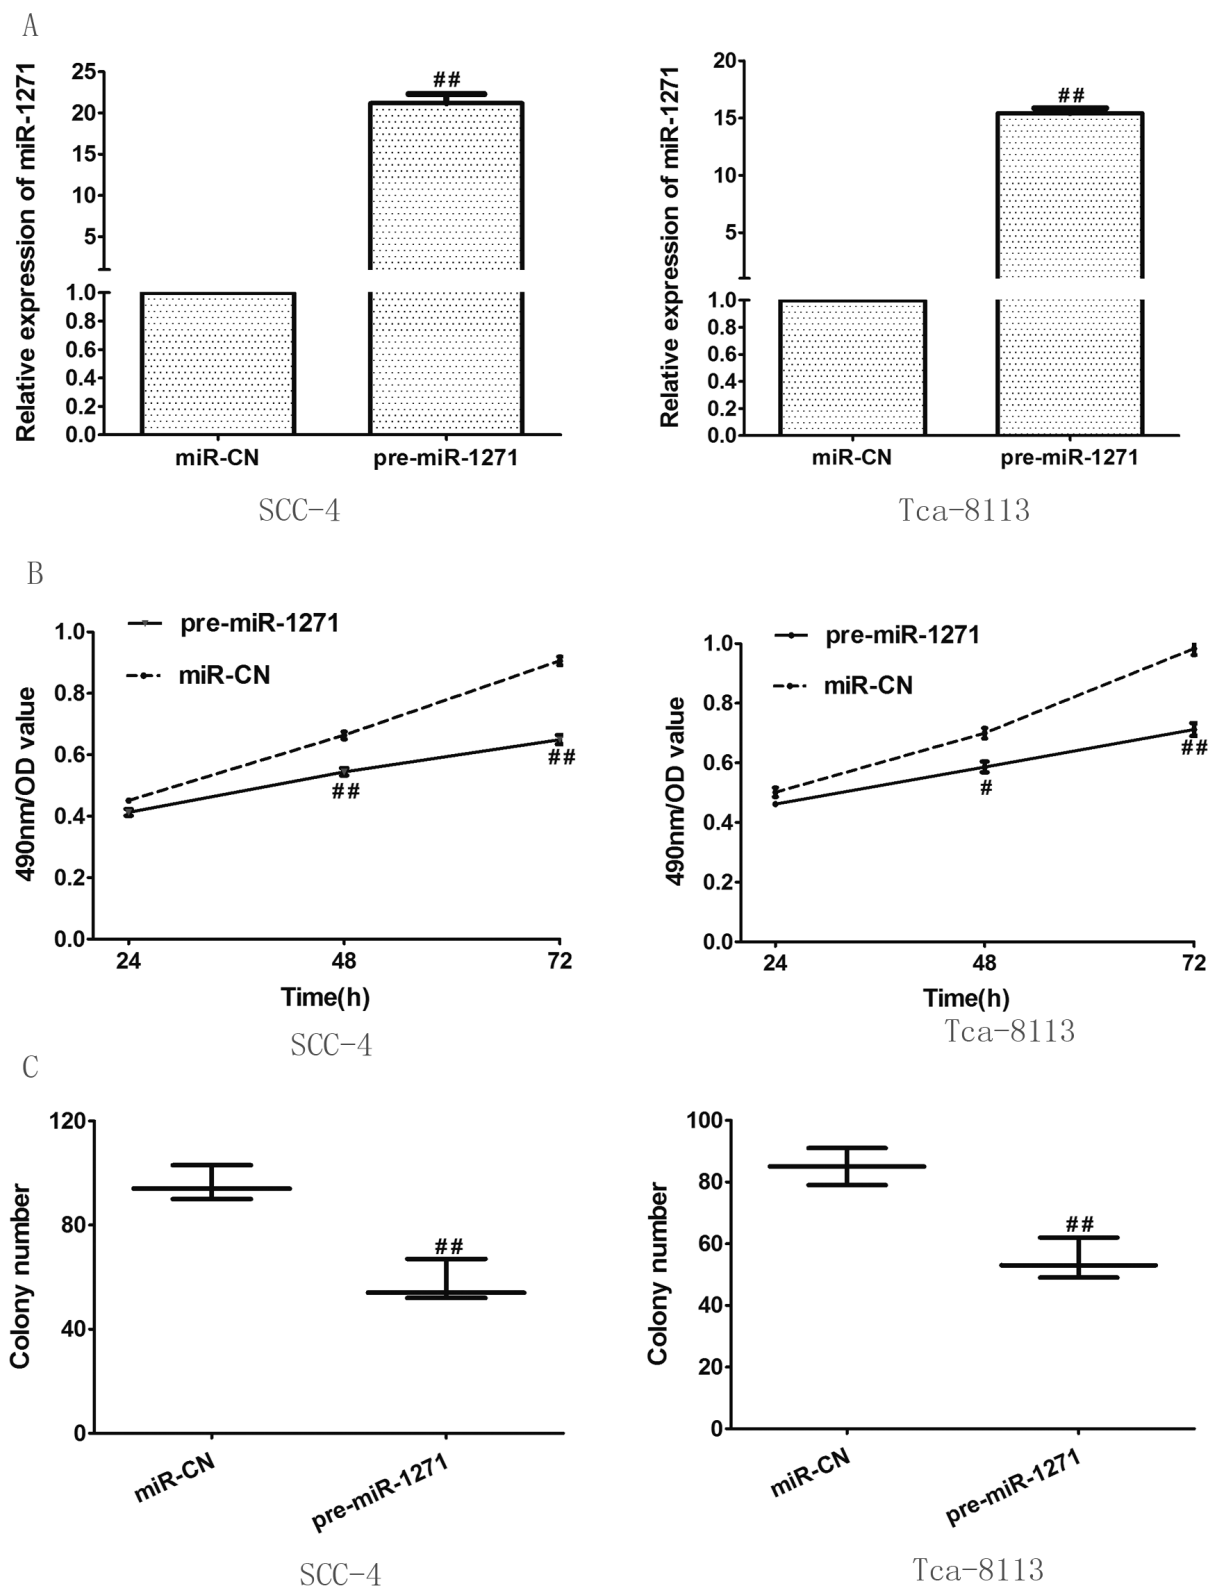 A
Relative expression of miR-1271
25
20
15
10
5
1.0
0.8
0.6
0.4
0.2
0.0
##
miR-CN
pre-miR-1271
SCC-4
Relative expression of miR-1271
20
15
10
5
1.0
0.8
0.6
0.4
0.2
0.0
##
miR-CN
pre-miR-1271
Tca-8113
B
490nm/OD value
1.0
0.8
0.6
0.4
0.2
0.0
pre-miR-1271
miR-CN
##
##
24
48
72
Time(h)
SCC-4
490nm/OD value
1.0
0.8
0.6
0.4
0.2
0.0
pre-miR-1271
miR-CN
#
##
24
48
72
Time(h)
Tca-8113
C
Colony number
120
80
40
0
##
miR-CN
pre-miR-1271
SCC-4
Colony number
100
80
60
40
20
0
##
miR-CN
pre-miR-1271
Tca-8113